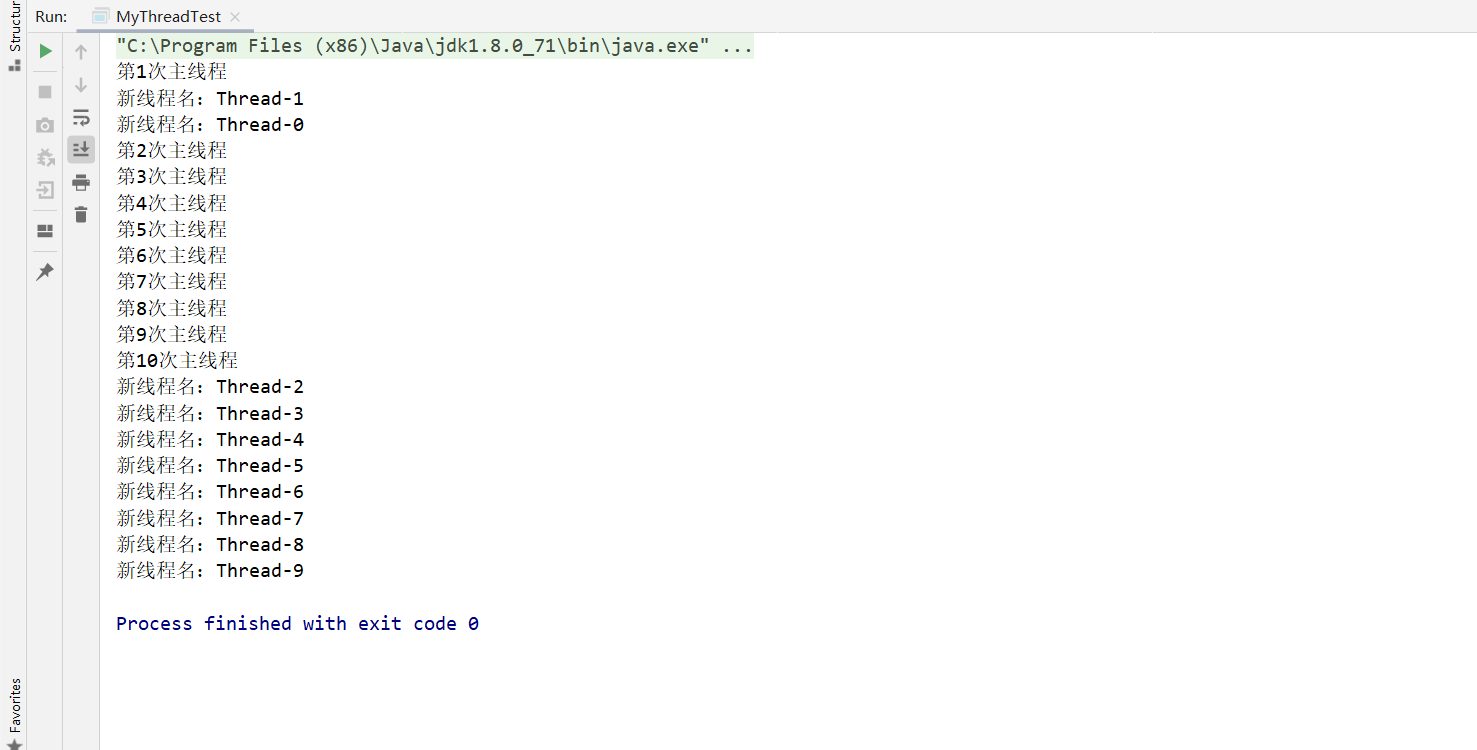 Structur
Run: MyThreadTest
"C:\Program Files (x86)\Java\jdk1.8.0_71\bin\java.exe" ...
第1次主线程
新线程名：Thread-1
新线程名：Thread-0
第2次主线程
第3次主线程
第4次主线程
第5次主线程
第6次主线程
第7次主线程
第8次主线程
第9次主线程
第10次主线程
新线程名：Thread-2
新线程名：Thread-3
新线程名：Thread-4
新线程名：Thread-5
新线程名：Thread-6
新线程名：Thread-7
新线程名：Thread-8
新线程名：Thread-9
Process finished with exit code 0
Favorites